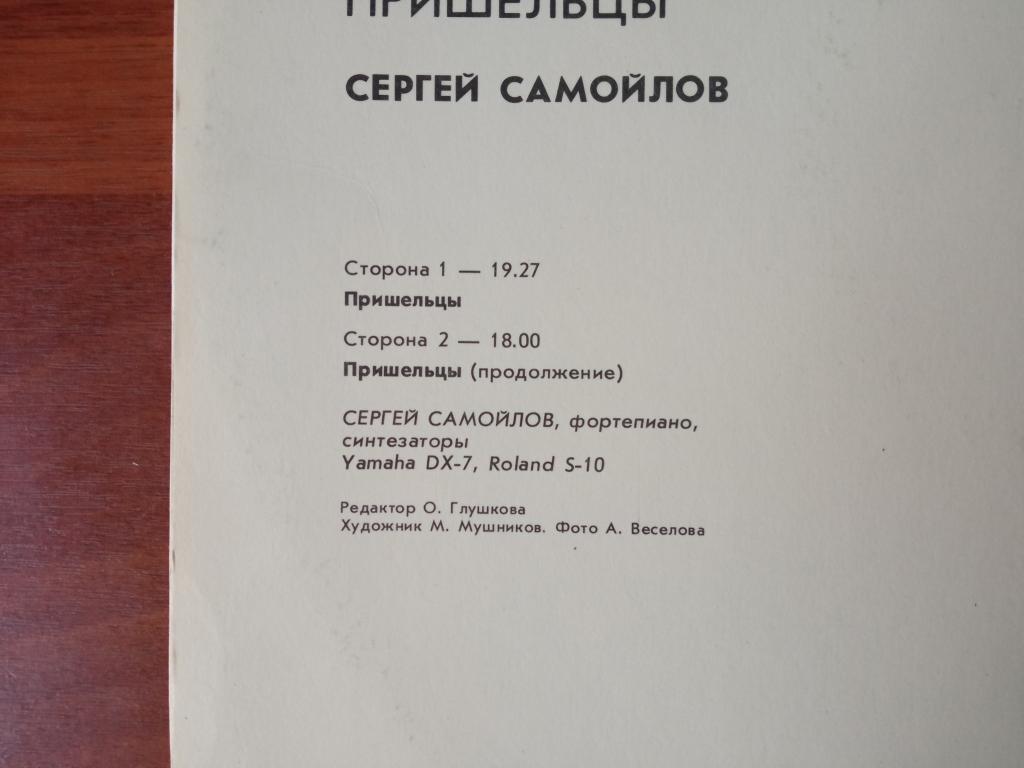 ПРИШЕЛЬЦЫ
СЕРГЕЙ САМОЙЛОВ
Сторона 1 — 19.27
Пришельцы
Сторона 2 — 18.00
Пришельцы (продолжение)
СЕРГЕЙ САМОЙЛОВ, фортепиано,
синтезаторы
Yamaha DX-7, Roland S-10
Редактор О. Глушкова
Художник М. Мушников. Фото А. Веселова